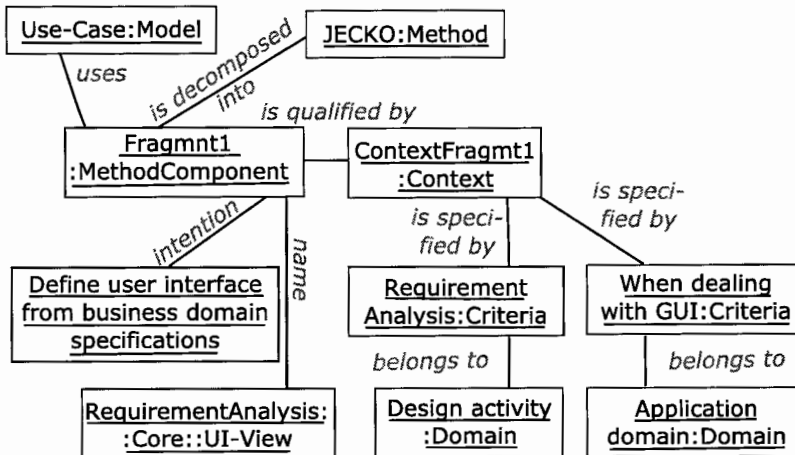 Use-Case:Model
JECKO:Method
uses
is decomposed
into
is qualified by
Fragmnt1
:MethodComponent
ContextFragmt1
:Context
intention
name
is speci-
fied by
is speci-
fied by
Define user interface
from business domain
specifications
Requirement
Analysis:Criteria
When dealing
with GUI:Criteria
belongs to
belongs to
RequirementAnalysis:
:Core::UI-View
Design activity
:Domain
Application
domain:Domain